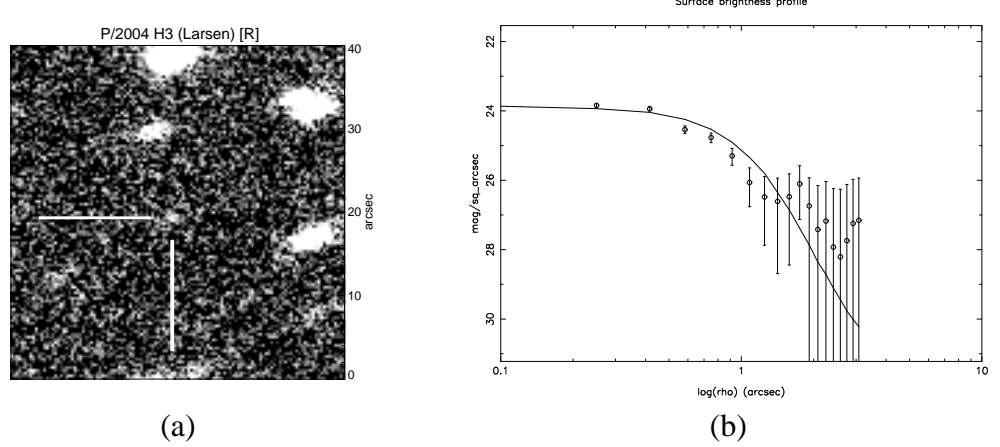 P/2004 H3 (Larsen) [R]
40
30
20
10
0
arcsec
(a)
Surface brightness profile
22
24
26
28
30
mag/sq_arcsec
0.1
1
10
log(rho) (arcsec)
(b)